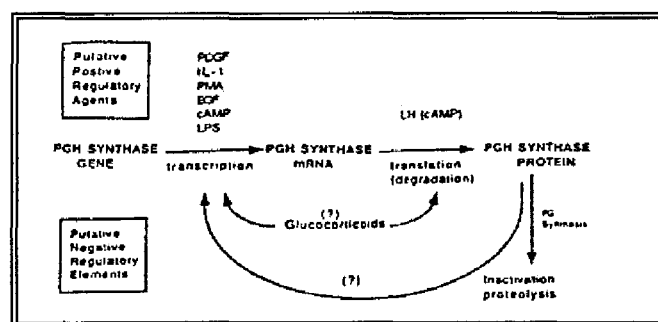 Putative
Postive
Regulatory
Agents
PDGF
IL-1
PMA
EGF
cAMP
LPS
LH (cAMP)
PGH SYNTHASE
GENE
transcription
PGH SYNTHASE
mRNA
translation
(degradation)
PGH SYNTHASE
PROTEIN
(?)
Glucocorticoids
PG
Synthesis
Putative
Negative
Regulatory
Elements
(?)
Inactivation
proteolysis